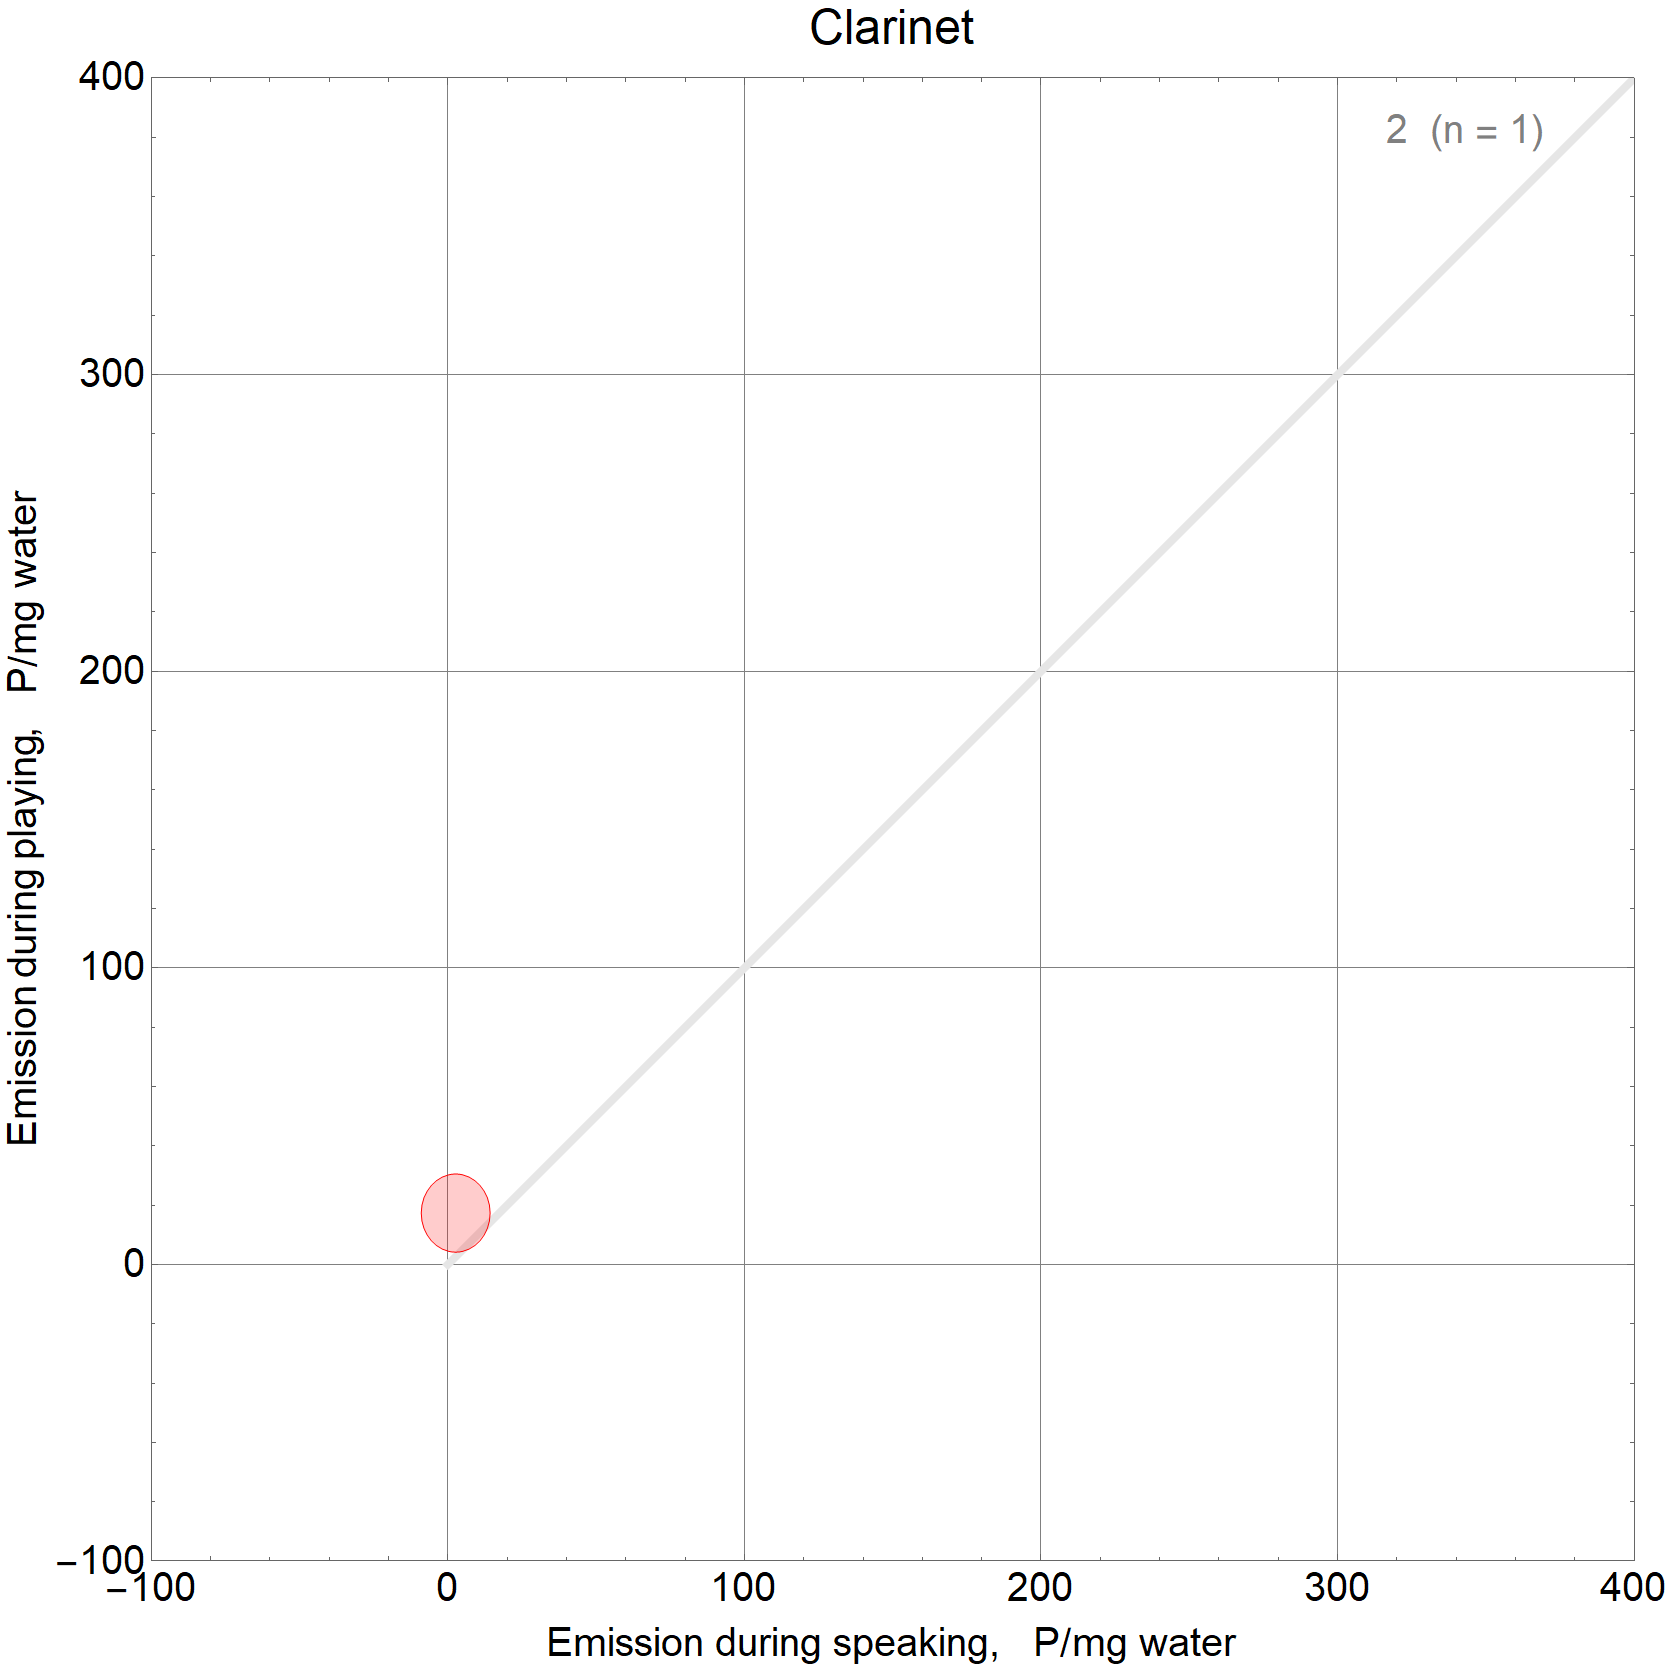 Clarinet
2 (n = 1)
400
300
200
100
0
−100
Emission during playing, P/mg water
−100 0 100 200 300 400
Emission during speaking, P/mg water